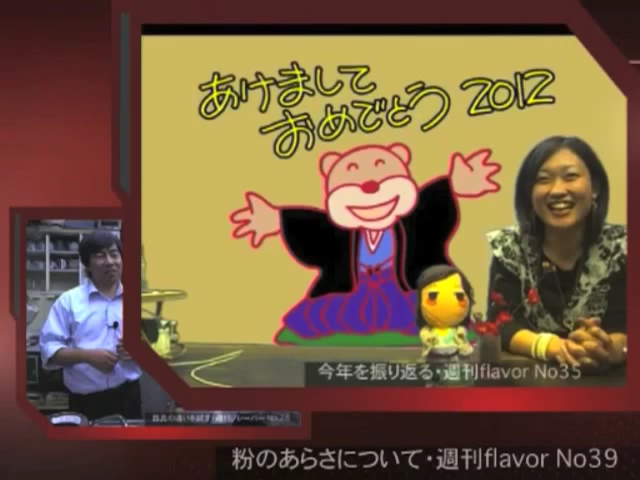 あけまして
おめでとう 2012
今年を振り返る・週刊flavor No35
粉のあらさについて・週刊flavor No39